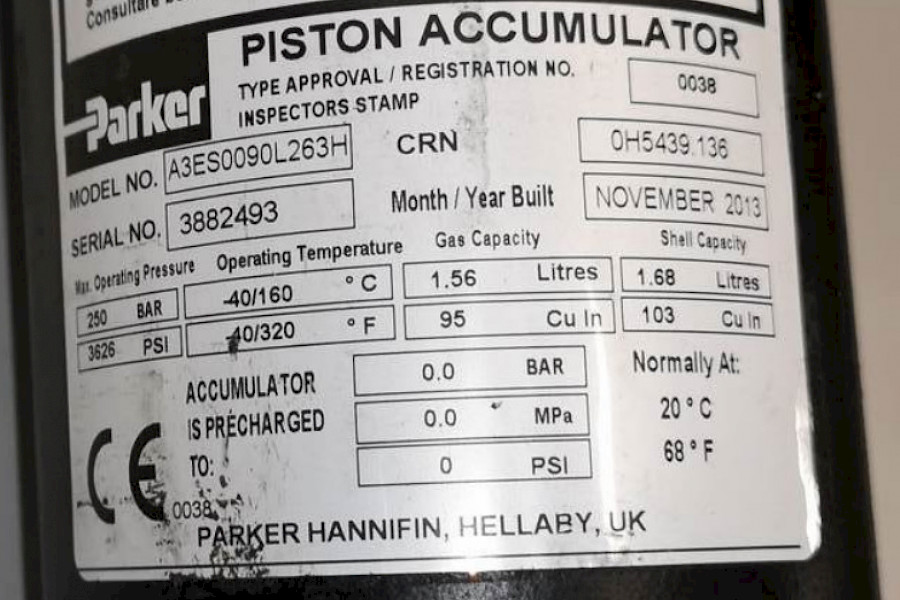 Consultare
PISTON ACCUMULATOR
Parker
TYPE APPROVAL / REGISTRATION NO. 0038
INSPECTORS STAMP
MODEL NO. A3ES0090L263H CRN 0H5439.136
SERIAL NO. 3882493 Month / Year Built NOVEMBER 2013
Max. Operating Pressure Operating Temperature Gas Capacity Shell Capacity
250 BAR -40/160 °C 1.56 Litres 1.68 Litres
3626 PSI -40/320 °F 95 Cu In 103 Cu In
ACCUMULATOR 0.0 BAR Normally At:
IS PRÉCHARGED 0.0 MPa 20 °C
TO: 0 PSI 68 °F
CE 0038
PARKER HANNIFIN, HELLABY, UK